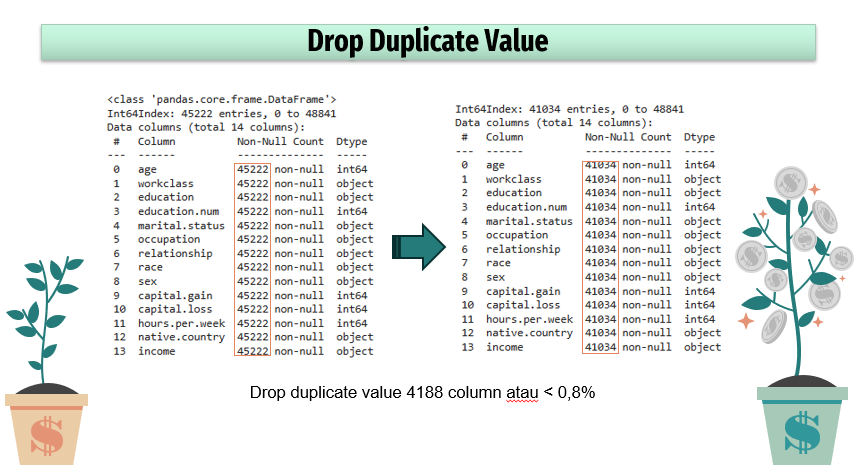 Drop Duplicate Value
<class 'pandas.core.frame.DataFrame'>
Int64Index: 45222 entries, 0 to 48841
Data columns (total 14 columns):
# Column Non-Null Count Dtype
--- ------ -------------- -----
0 age 45222 non-null int64
1 workclass 45222 non-null object
2 education 45222 non-null object
3 education.num 45222 non-null int64
4 marital.status 45222 non-null object
5 occupation 45222 non-null object
6 relationship 45222 non-null object
7 race 45222 non-null object
8 sex 45222 non-null object
9 capital.gain 45222 non-null int64
10 capital.loss 45222 non-null int64
11 hours.per.week 45222 non-null int64
12 native.country 45222 non-null object
13 income 45222 non-null object
Int64Index: 41034 entries, 0 to 48841
Data columns (total 14 columns):
# Column Non-Null Count Dtype
--- ------ -------------- -----
0 age 41034 non-null int64
1 workclass 41034 non-null object
2 education 41034 non-null object
3 education.num 41034 non-null int64
4 marital.status 41034 non-null object
5 occupation 41034 non-null object
6 relationship 41034 non-null object
7 race 41034 non-null object
8 sex 41034 non-null object
9 capital.gain 41034 non-null int64
10 capital.loss 41034 non-null int64
11 hours.per.week 41034 non-null int64
12 native.country 41034 non-null object
13 income 41034 non-null object
Drop duplicate value 4188 column atau < 0,8%
$
$